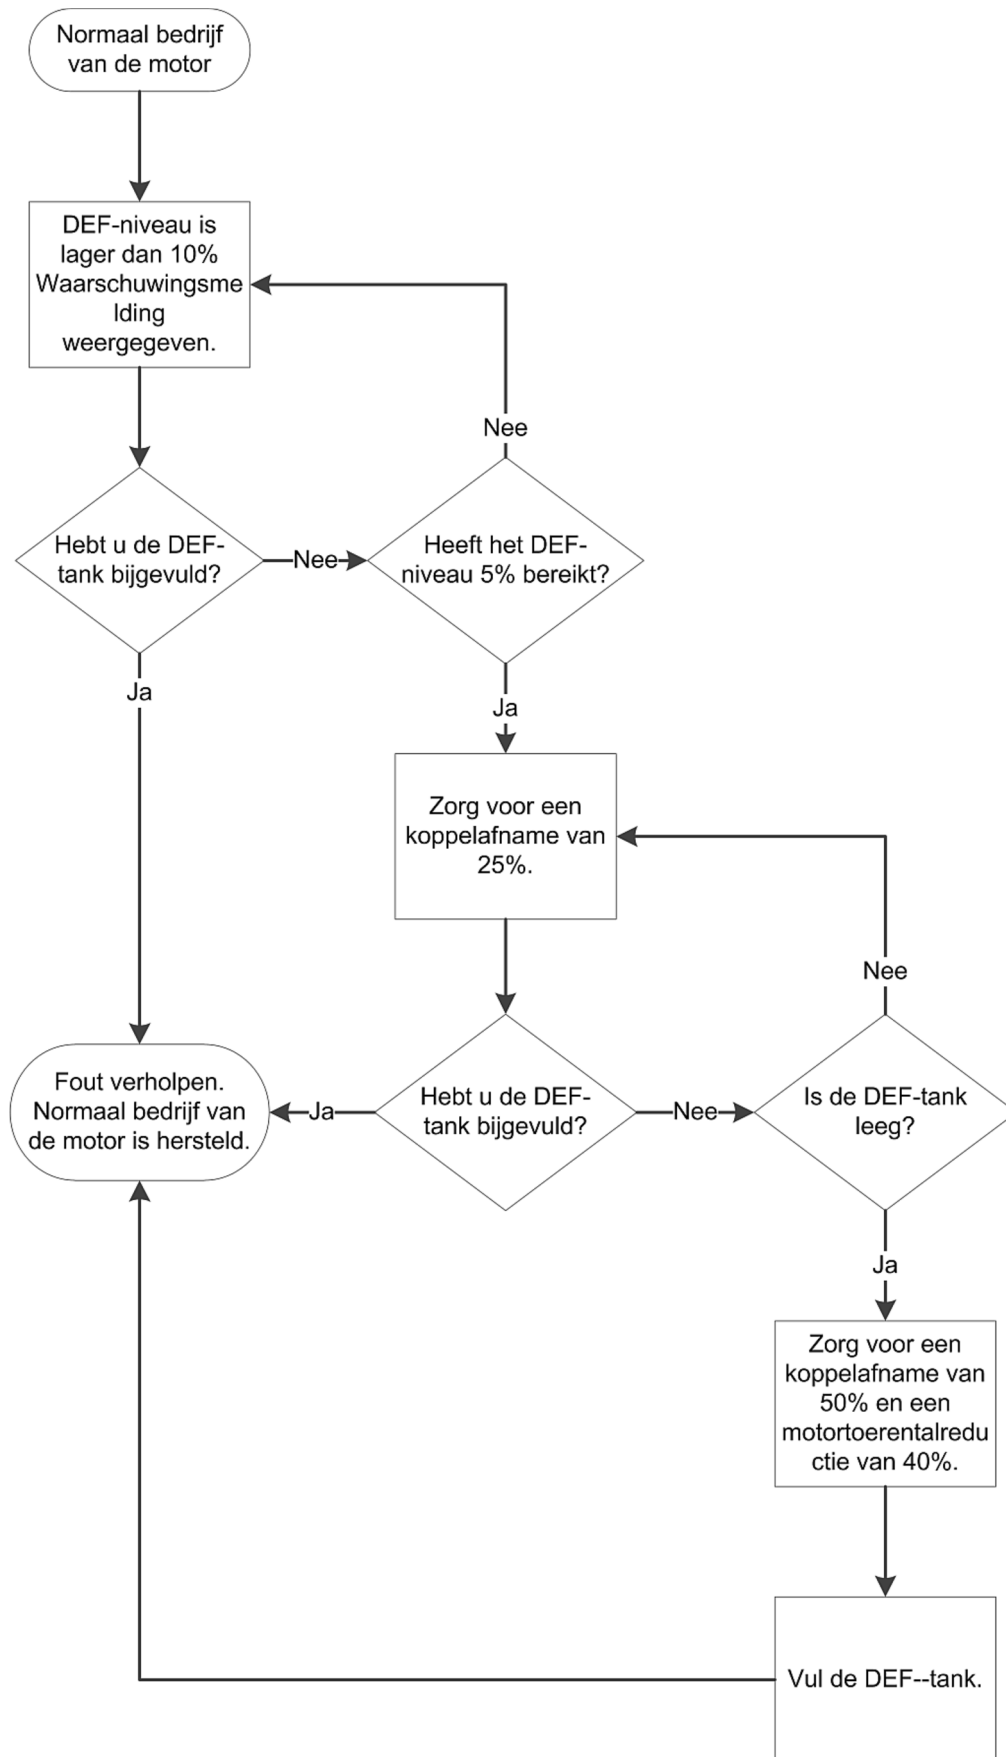 Normaal bedrijf
van de motor
DEF-niveau is
lager dan 10%
Waarschuwingsme
lding
weergegeven.
Nee
Hebt u de DEF-
tank bijgevuld?
Nee
Heeft het DEF-
niveau 5% bereikt?
Ja
Ja
Zorg voor een
koppelafname van
25%.
Nee
Fout verholpen.
Normaal bedrijf van
de motor is hersteld.
Ja
Hebt u de DEF-
tank bijgevuld?
Nee
Is de DEF-tank
leeg?
Ja
Zorg voor een
koppelafname van
50% en een
motortoerentalredu
ctie van 40%.
Vul de DEF--tank.